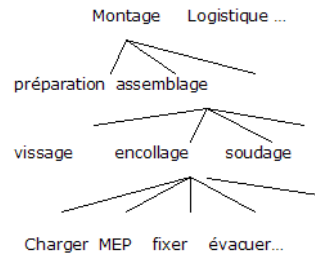 Montage Logistique ...
préparation assemblage
vissage encollage soudage
Charger MEP fixer évacuer...